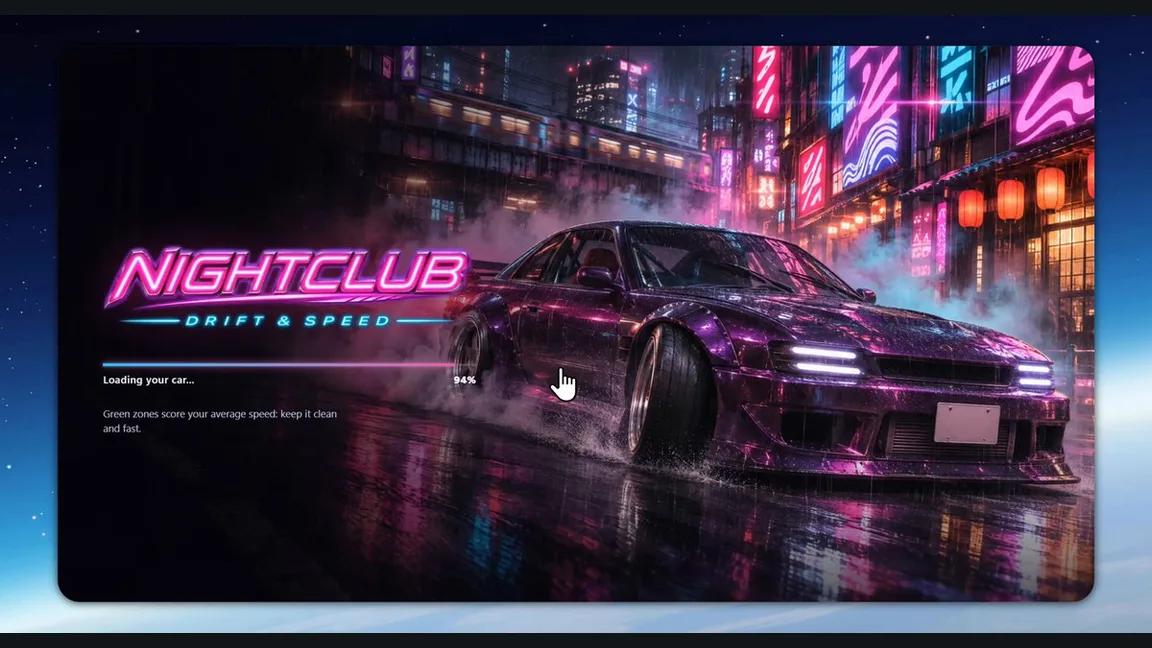 NIGHTCLUB
DRIFT & SPEED
Loading your car...
94%
Green zones score your average speed: keep it clean
and fast.